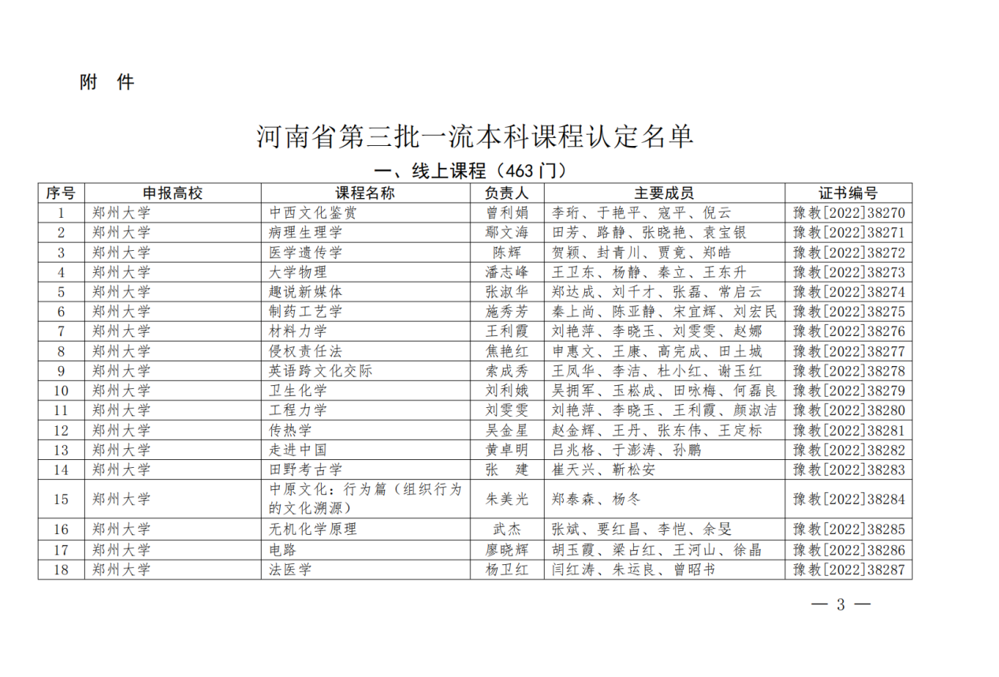 附 件
河南省第三批一流本科课程认定名单
一、线上课程（463 门）
序号 申报高校 课程名称 负责人 主要成员 证书编号
1 郑州大学 中西文化鉴赏 曾利娟 李珩、于艳平、寇平、倪云 豫教[2022]38270
2 郑州大学 病理生理学 鄢文海 田芳、路静、张晓艳、袁宝银 豫教[2022]38271
3 郑州大学 医学遗传学 陈辉 贺颖、封青川、贾竟、郑皓 豫教[2022]38272
4 郑州大学 大学物理 潘志峰 王卫东、杨静、秦立、王东升 豫教[2022]38273
5 郑州大学 趣说新媒体 张淑华 郑达成、刘千才、张磊、常启云 豫教[2022]38274
6 郑州大学 制药工艺学 施秀芳 秦上尚、陈亚静、宋宜辉、刘宏民 豫教[2022]38275
7 郑州大学 材料力学 王利霞 刘艳萍、李晓玉、刘雯雯、赵娜 豫教[2022]38276
8 郑州大学 侵权责任法 焦艳红 申惠文、王康、高完成、田土城 豫教[2022]38277
9 郑州大学 英语跨文化交际 索成秀 王凤华、李洁、杜小红、谢玉红 豫教[2022]38278
10 郑州大学 卫生化学 刘利娥 吴拥军、玉崧成、田咏梅、何磊良 豫教[2022]38279
11 郑州大学 工程力学 刘雯雯 刘艳萍、李晓玉、王利霞、颜淑洁 豫教[2022]38280
12 郑州大学 传热学 吴金星 赵金辉、王丹、张东伟、王定标 豫教[2022]38281
13 郑州大学 走进中国 黄卓明 吕兆格、于澎涛、孙鹏 豫教[2022]38282
14 郑州大学 田野考古学 张 建 崔天兴、靳松安 豫教[2022]38283
15 郑州大学 中原文化：行为篇（组织行为
的文化溯源） 朱美光 郑泰森、杨冬 豫教[2022]38284
16 郑州大学 无机化学原理 武杰 张斌、要红昌、李恺、余旻 豫教[2022]38285
17 郑州大学 电路 廖晓辉 胡玉霞、梁占红、王河山、徐晶 豫教[2022]38286
18 郑州大学 法医学 杨卫红 闫红涛、朱运良、曾昭书 豫教[2022]38287
— 3 —